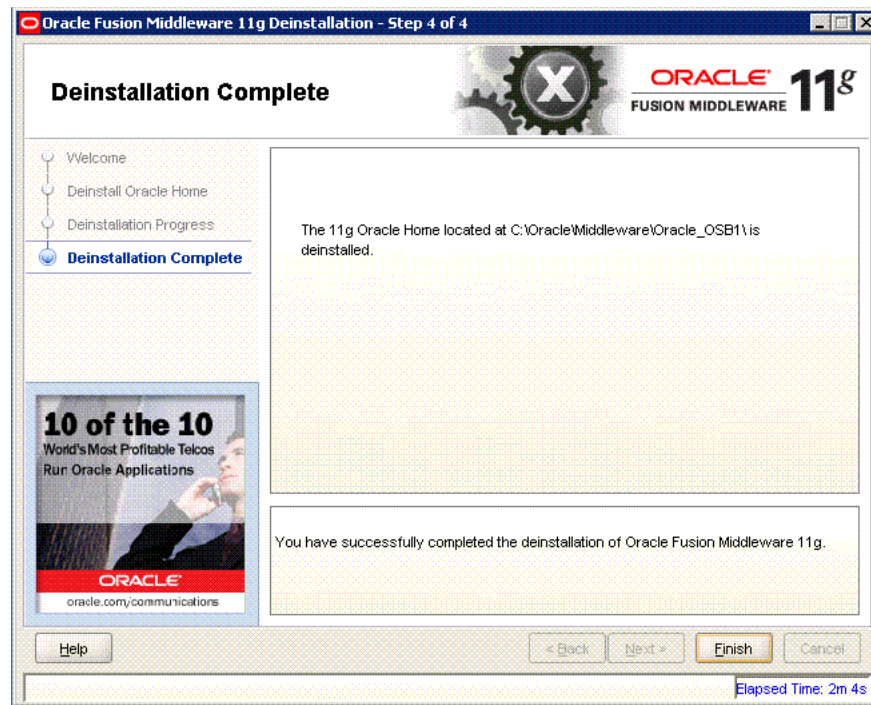 Oracle Fusion Middleware 11g Deinstallation - Step 4 of 4
Deinstallation Complete
ORACLE
FUSION MIDDLEWARE
11g
Welcome
Deinstall Oracle Home
Deinstallation Progress
Deinstallation Complete
The 11g Oracle Home located at C:\Oracle\Middleware\Oracle_OSB1\ is
deinstalled.
10 of the 10
World's Most Profitable Telcos
Run Oracle Applications
ORACLE
oracle.com/communications
You have successfully completed the deinstallation of Oracle Fusion Middleware 11g.
Help
< Back
Next >
Finish
Cancel
Elapsed Time: 2m 4s